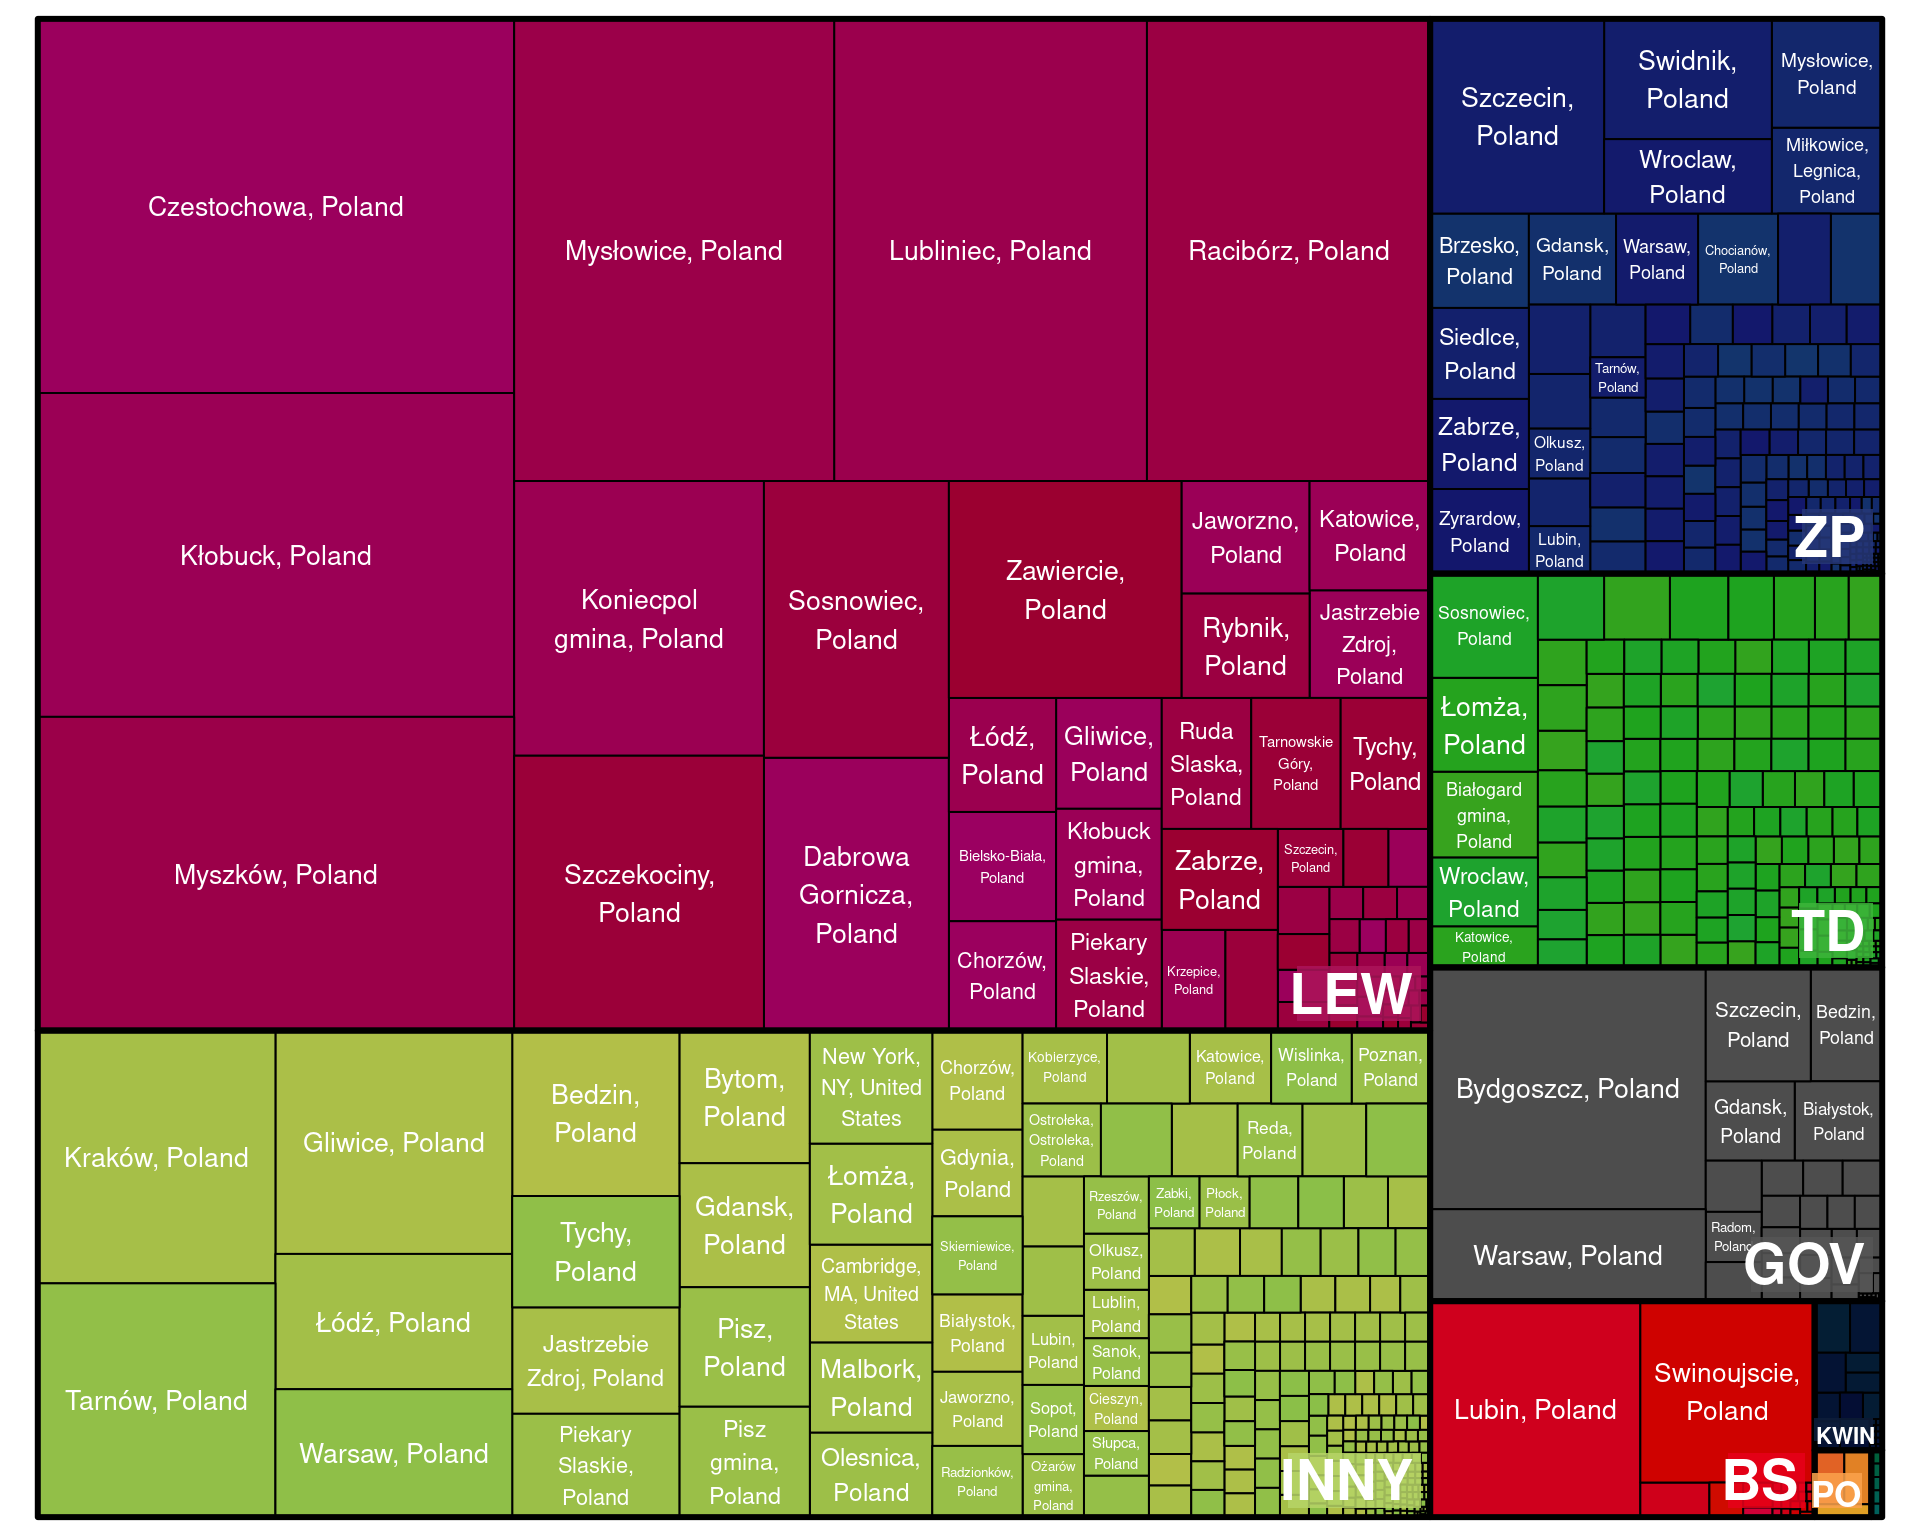 Czestochowa, Poland
Kłobuck, Poland
Myszków, Poland
Mysłowice, Poland
Lubliniec, Poland
Racibórz, Poland
Koniecpol
gmina, Poland
Szczekociny,
Poland
Sosnowiec,
Poland
Dabrowa
Gornicza,
Poland
Zawiercie,
Poland
Jaworzno,
Poland
Katowice,
Poland
Rybnik,
Poland
Jastrzebie
Zdroj,
Poland
Łódź,
Poland
Bielsko-Biała,
Poland
Chorzów,
Poland
Gliwice,
Poland
Kłobuck
gmina,
Poland
Piekary
Slaskie,
Poland
Ruda
Slaska,
Poland
Tarnowskie
Góry,
Poland
Tychy,
Poland
Zabrze,
Poland
Szczecin,
Poland
Krzepice,
Poland
LEW
Kraków, Poland
Tarnów, Poland
Gliwice, Poland
Łódź, Poland
Warsaw, Poland
Bedzin,
Poland
Tychy,
Poland
Jastrzebie
Zdroj, Poland
Piekary
Slaskie,
Poland
Bytom,
Poland
Gdansk,
Poland
Pisz,
Poland
Pisz
gmina,
Poland
New York,
NY, United
States
Łomża,
Poland
Cambridge,
MA, United
States
Malbork,
Poland
Olesnica,
Poland
Chorzów,
Poland
Gdynia,
Poland
Skierniewice,
Poland
Białystok,
Poland
Jaworzno,
Poland
Radzionków,
Poland
Kobierzyce,
Poland
Katowice,
Poland
Wislinka,
Poland
Poznan,
Poland
Ostrołeka,
Ostroleka,
Poland
Reda,
Poland
Lubin,
Poland
Sopot,
Poland
Ożarów
gmina,
Poland
Rzeszów,
Poland
Olkusz,
Poland
Lublin,
Poland
Sanok,
Poland
Cieszyn,
Poland
Słupca,
Poland
Zabki,
Poland
Płock,
Poland
INNY
Szczecin,
Poland
Swidnik,
Poland
Wroclaw,
Poland
Mysłowice,
Poland
Miłkowice,
Legnica,
Poland
Brzesko,
Poland
Siedlce,
Poland
Zabrze,
Poland
Zyrardow,
Poland
Gdansk,
Poland
Warsaw,
Poland
Chocianów,
Poland
Tarnów,
Poland
Olkusz,
Poland
Lubin,
Poland
ZP
Sosnowiec,
Poland
Łomża,
Poland
Białogard
gmina,
Poland
Wroclaw,
Poland
Katowice,
Poland
TD
Bydgoszcz, Poland
Warsaw, Poland
Szczecin,
Poland
Bedzin,
Poland
Gdansk,
Poland
Białystok,
Poland
Radom,
Poland
GOV
Lubin, Poland
Swinoujscie,
Poland
BS
KWIN
PO